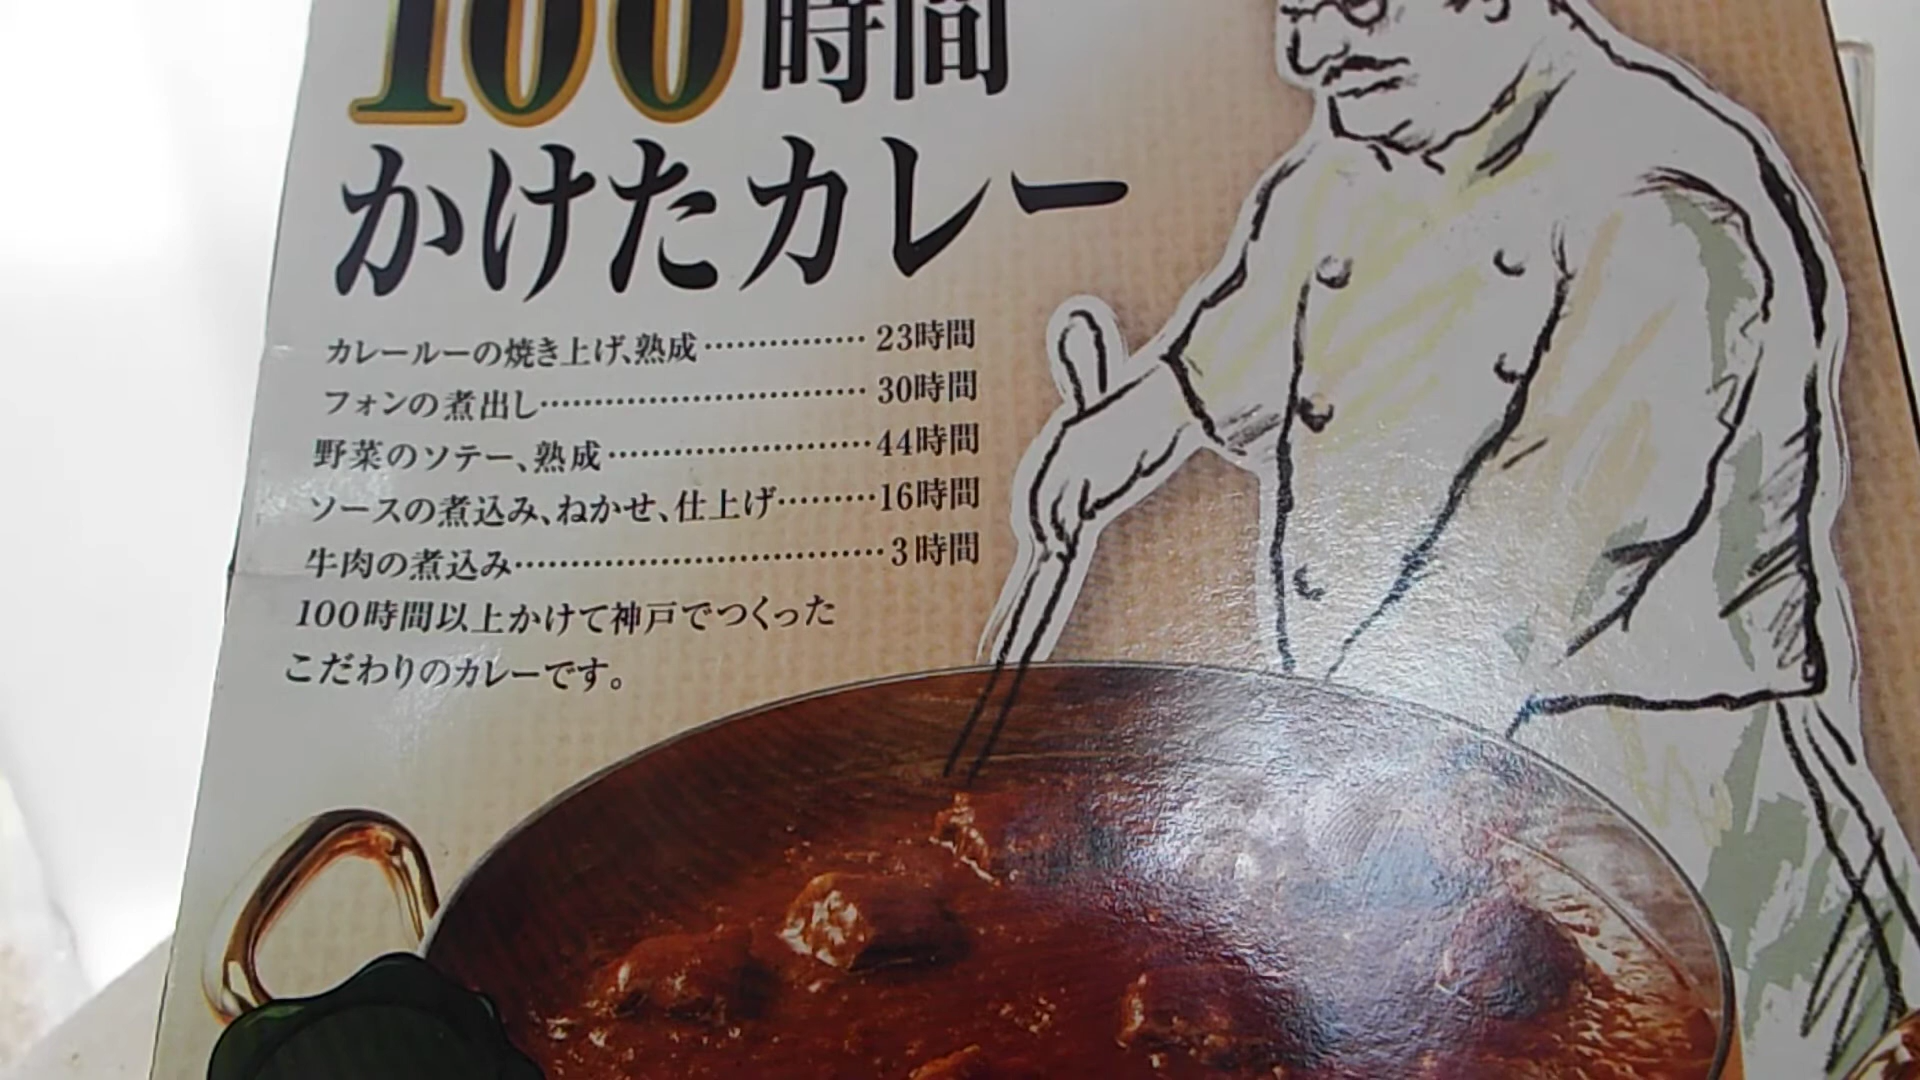 100時間
かけたカレー
カレールーの焼き上げ、熟成……………23時間
フォンの煮出し…………………………30時間
野菜のソテー、熟成……………………44時間
ソースの煮込み、ねかせ、仕上げ………16時間
牛肉の煮込み……………………………3時間
100時間以上かけて神戸でつくった
こだわりのカレーです。